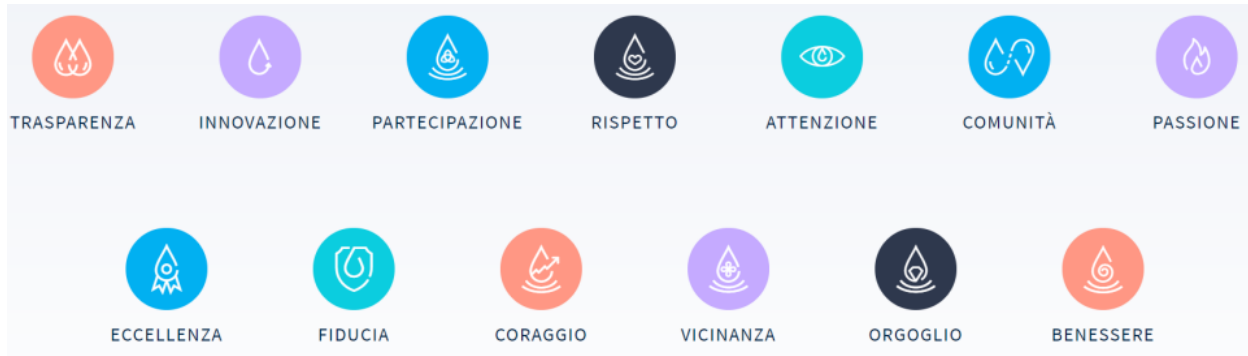 TRASPARENZA INNOVAZIONE PARTECIPAZIONE RISPETTO ATTENZIONE COMUNITÀ PASSIONE
ECCELLENZA FIDUCIA CORAGGIO VICINANZA ORGOGLIO BENESSERE